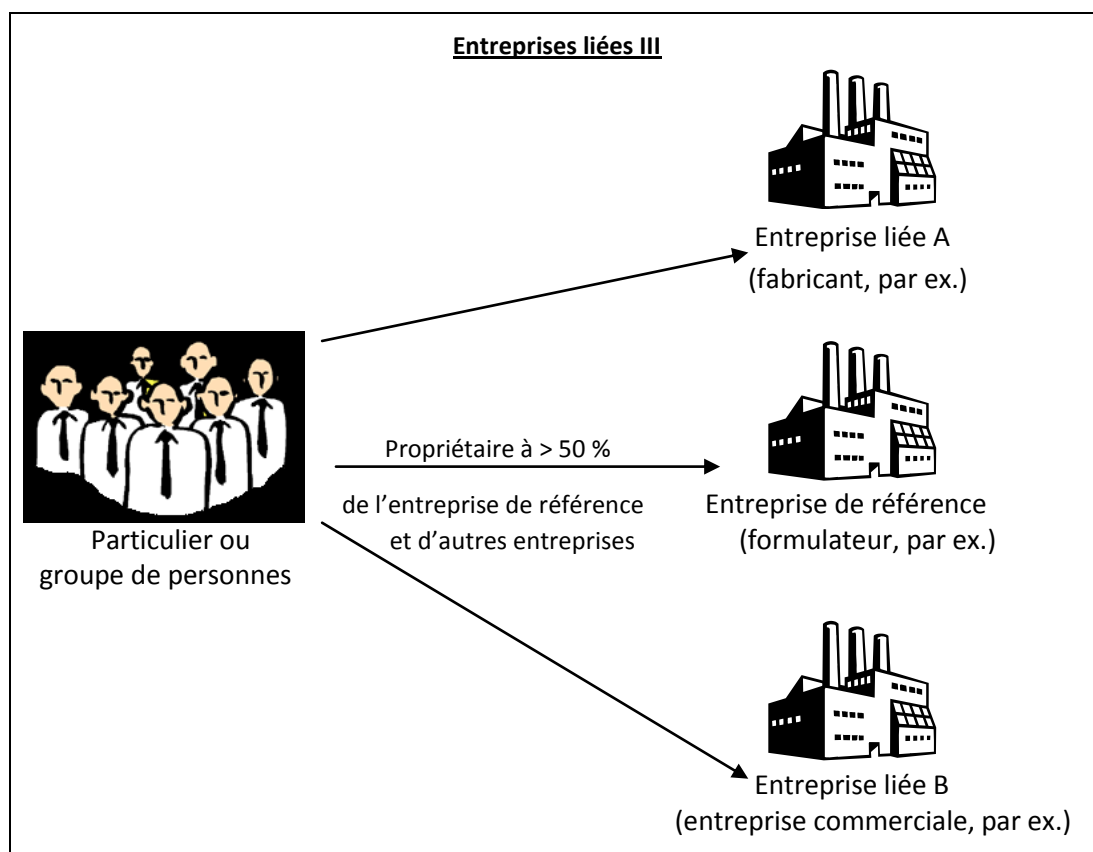 Entreprises liées III
Entreprise liée A
(fabricant, par ex.)
Propriétaire à > 50 %
de l’entreprise de référence
et d’autres entreprises
Entreprise de référence
(formulateur, par ex.)
Particulier ou
groupe de personnes
Entreprise liée B
(entreprise commerciale, par ex.)